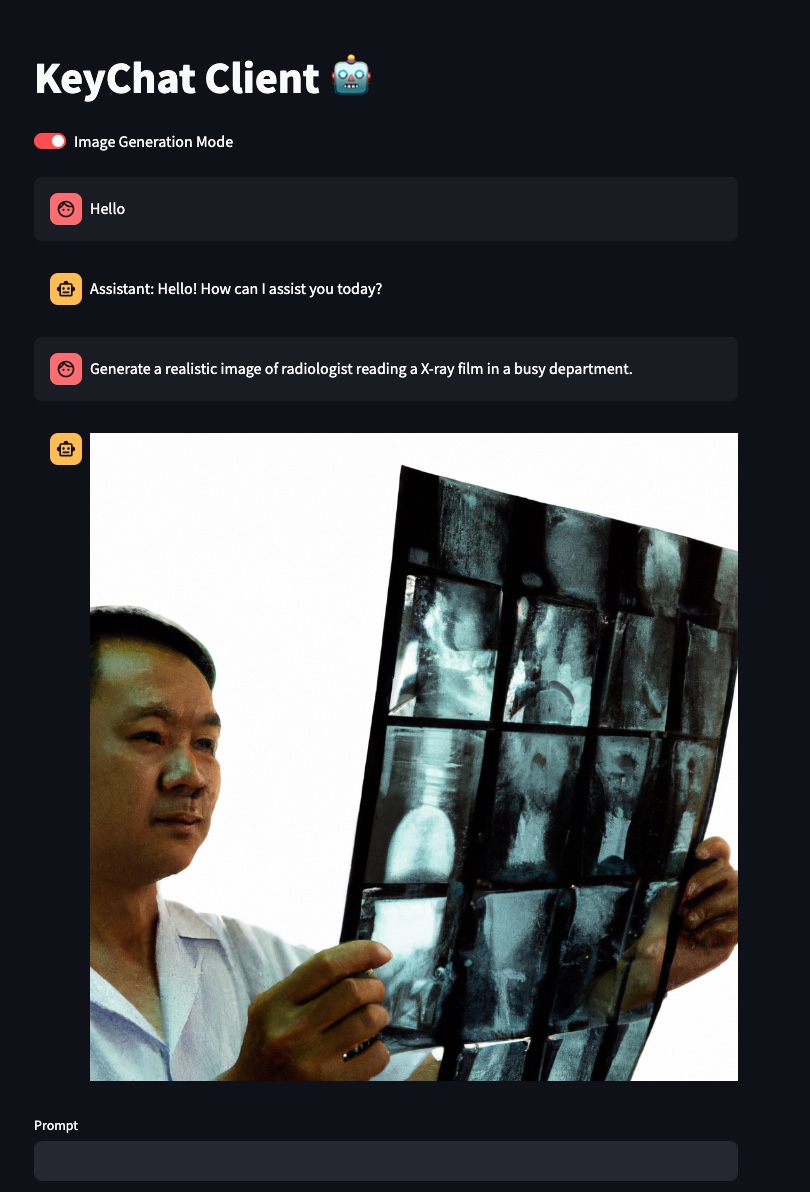 KeyChat Client 🤖
Image Generation Mode
Hello
Assistant: Hello! How can I assist you today?
Generate a realistic image of radiologist reading a X-ray film in a busy department.
Prompt